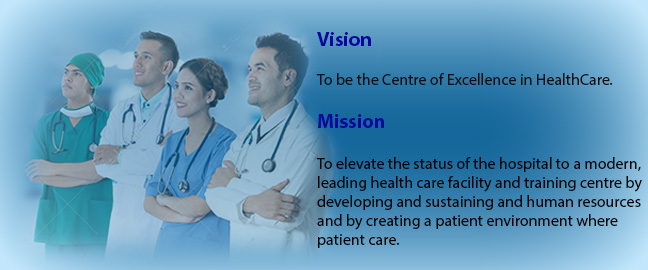 Vision
To be the Centre of Excellence in HealthCare.
Mission
To elevate the status of the hospital to a modern,
leading health care facility and training centre by
developing and sustaining and human resources
and by creating a patient environment where
patient care.